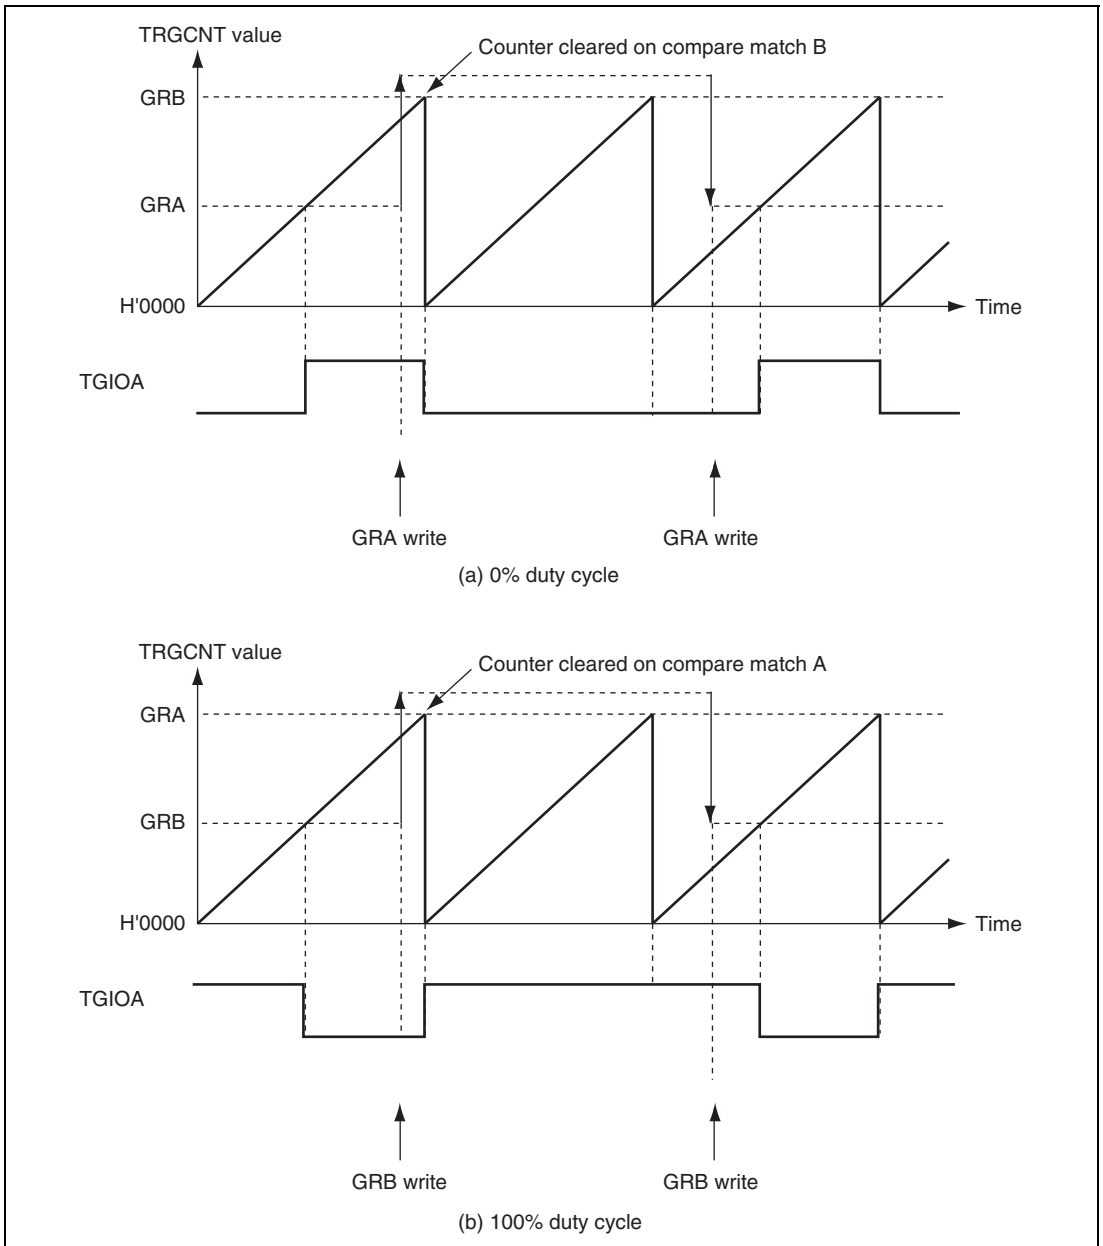 TRGCNT value
Counter cleared on compare match B
GRB
GRA
H'0000
Time
TGIOA
GRA write
GRA write
(a) 0% duty cycle
TRGCNT value
Counter cleared on compare match A
GRA
GRB
H'0000
Time
TGIOA
GRB write
GRB write
(b) 100% duty cycle